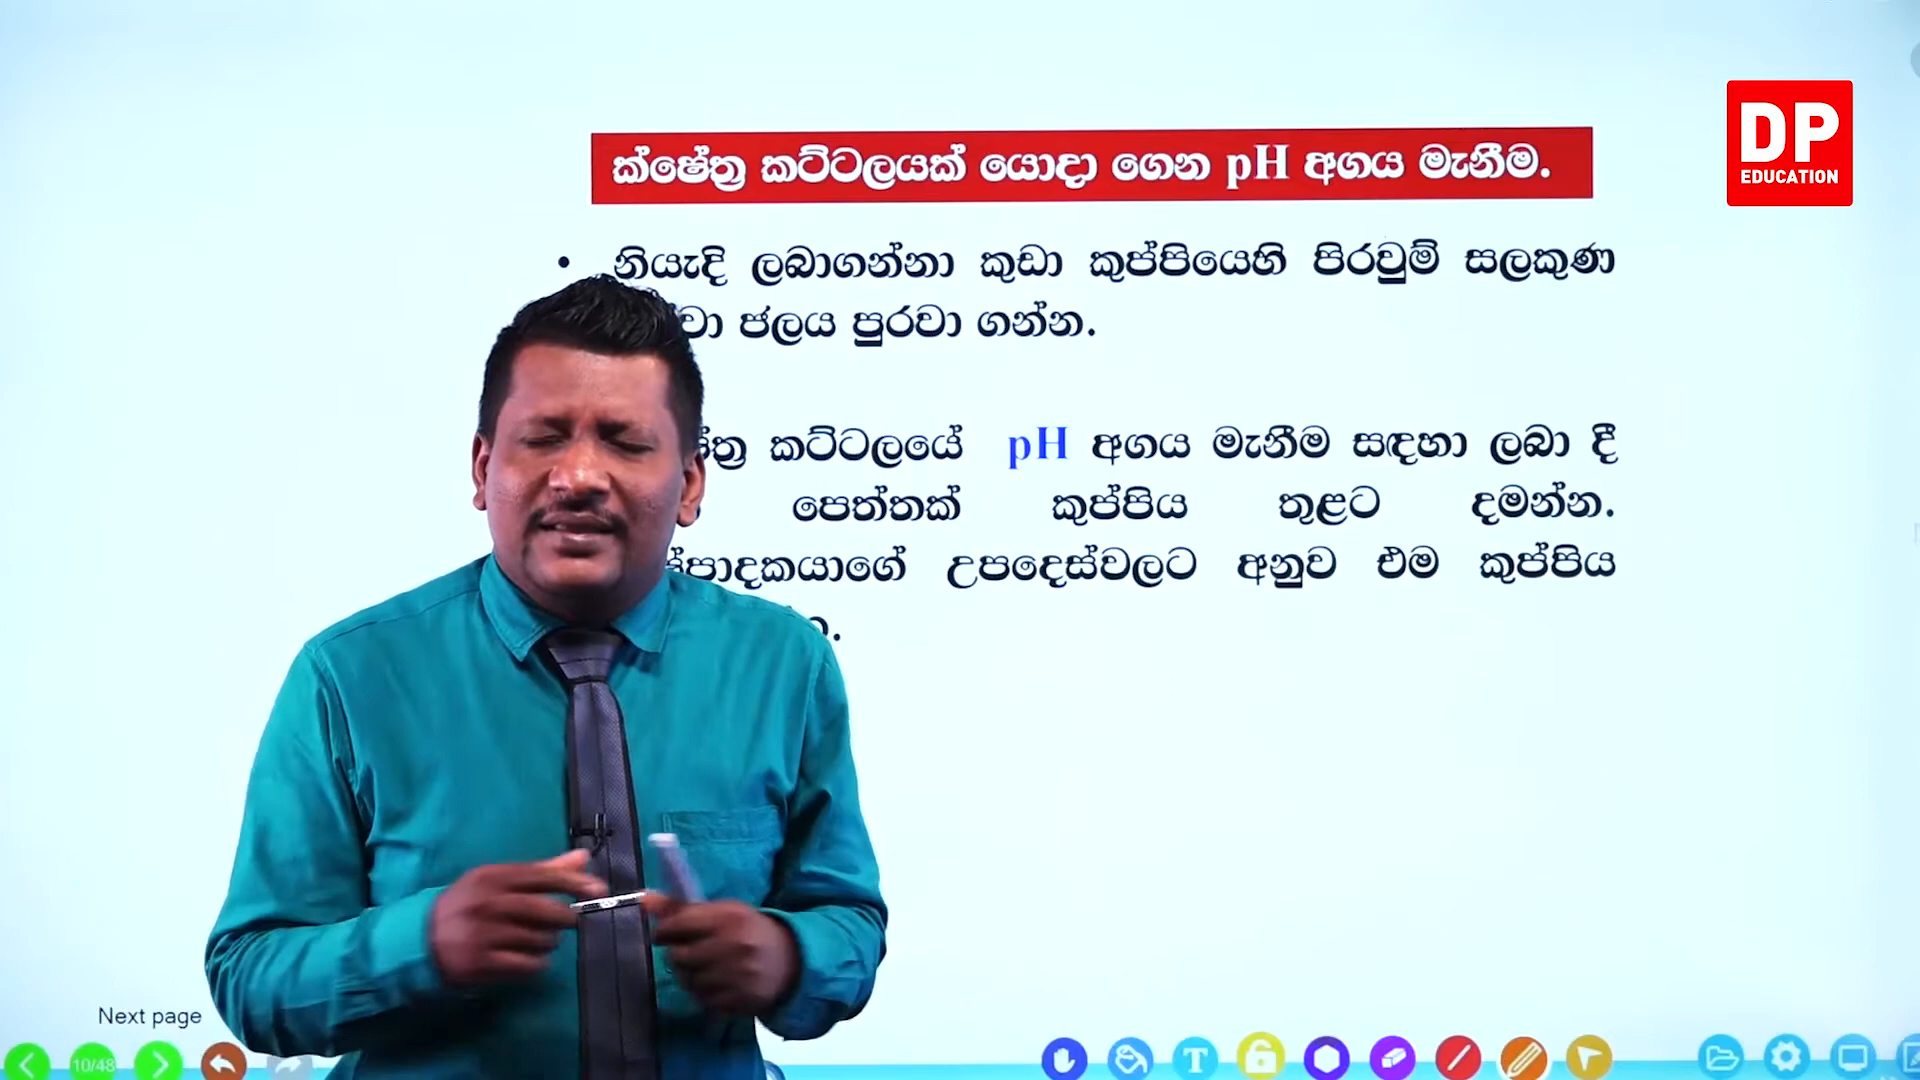 DP
EDUCATION
ක්ෂේත්‍ර කට්ටලයක් යොදා ගෙන pH අගය මැනීම.
• නියැදි ලබාගන්නා කුඩා කුප්පියෙහි පිරවුම් සලකුණ
ජලය පුරවා ගන්න.
කට්ටලයේ pH අගය මැනීම සඳහා ලබා දී
පෙත්තක් කුප්පිය තුළට දමන්න.
උපදෙස්වලට අනුව එම කුප්පිය
Next page
10/48
T